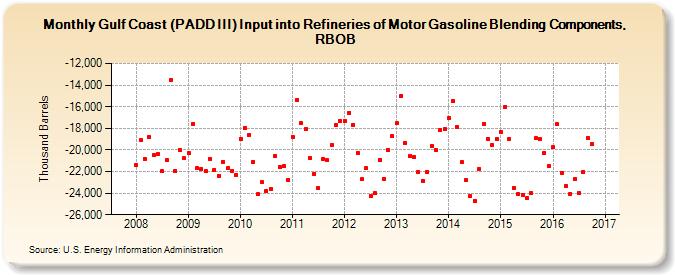 Monthly Gulf Coast (PADD III) Input into Refineries of Motor Gasoline Blending Components,
RBOB
Thousand Barrels
-12,000
-14,000
-16,000
-18,000
-20,000
-22,000
-24,000
-26,000
2008 2009 2010 2011 2012 2013 2014 2015 2016 2017
Source: U.S. Energy Information Administration